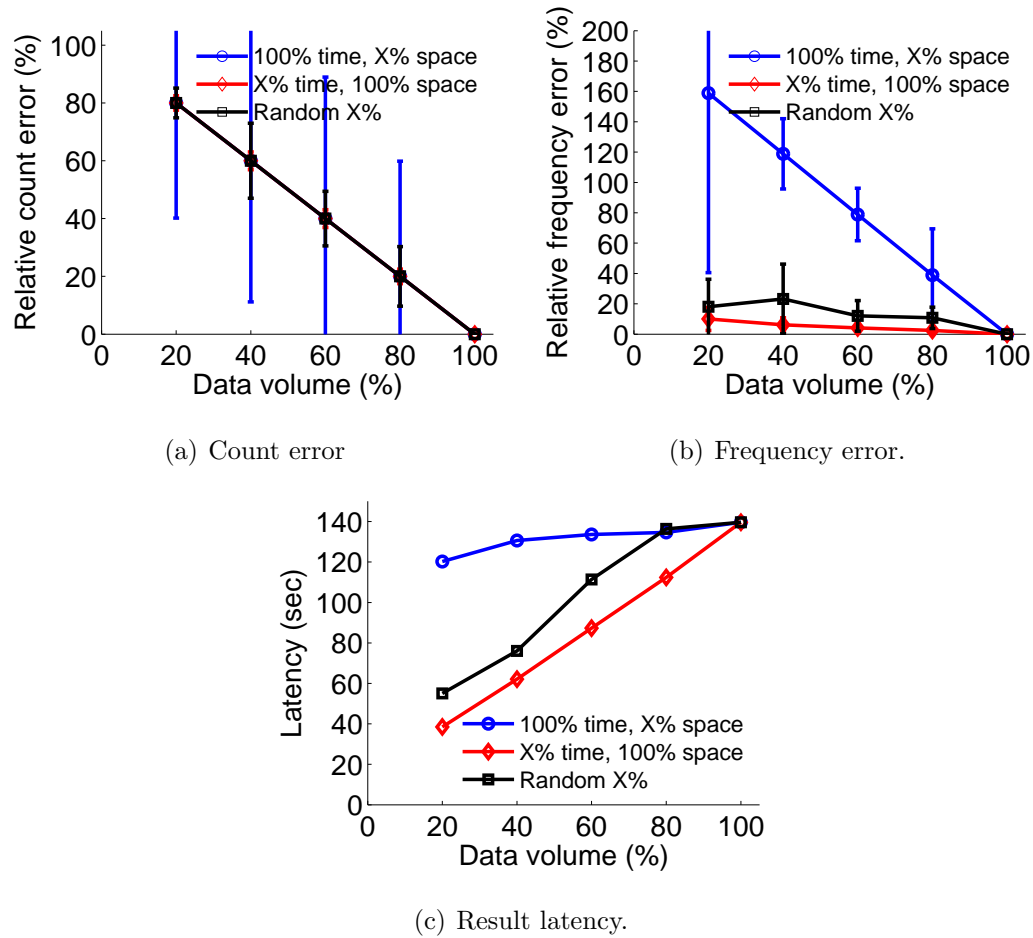 Relative count error (%)
100
80
60
40
20
0
0 20 40 60 80 100
Data volume (%)
100% time, X% space
X% time, 100% space
Random X%
(a) Count error
Relative frequency error (%)
200
180
160
140
120
100
80
60
40
20
0
0 20 40 60 80 100
Data volume (%)
100% time, X% space
X% time, 100% space
Random X%
(b) Frequency error.
Latency (sec)
140
120
100
80
60
40
20
0
0 20 40 60 80 100
Data volume (%)
100% time, X% space
X% time, 100% space
Random X%
(c) Result latency.